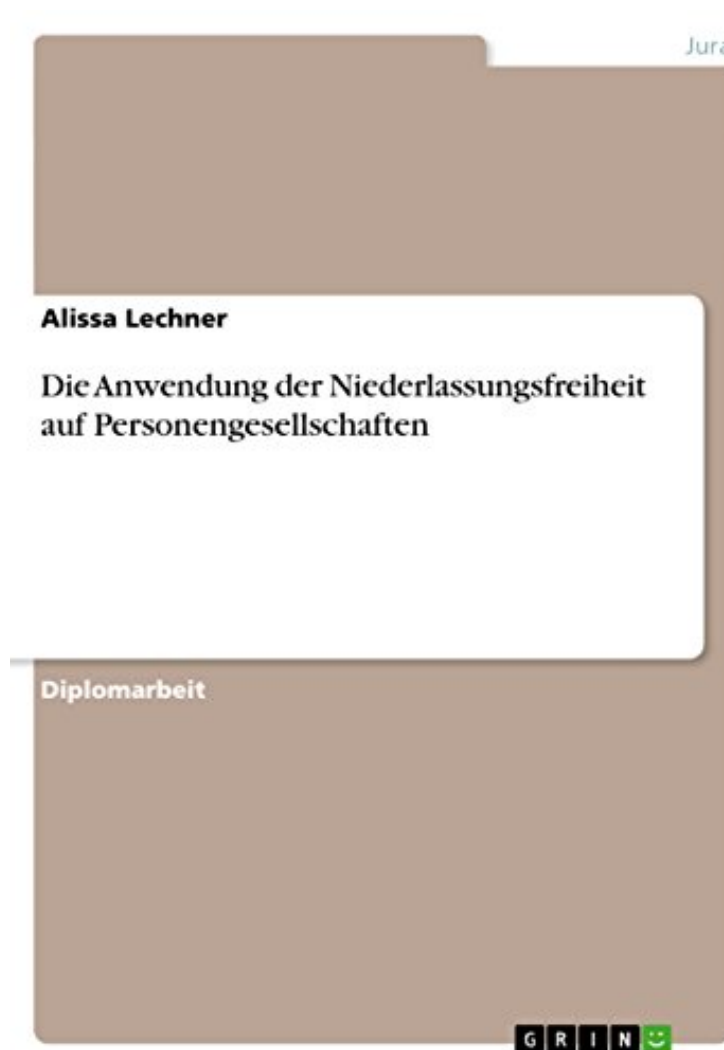 Jura
Alissa Lechner
Die Anwendung der Niederlassungsfreiheit
auf Personengesellschaften
Diplomarbeit
GRIN